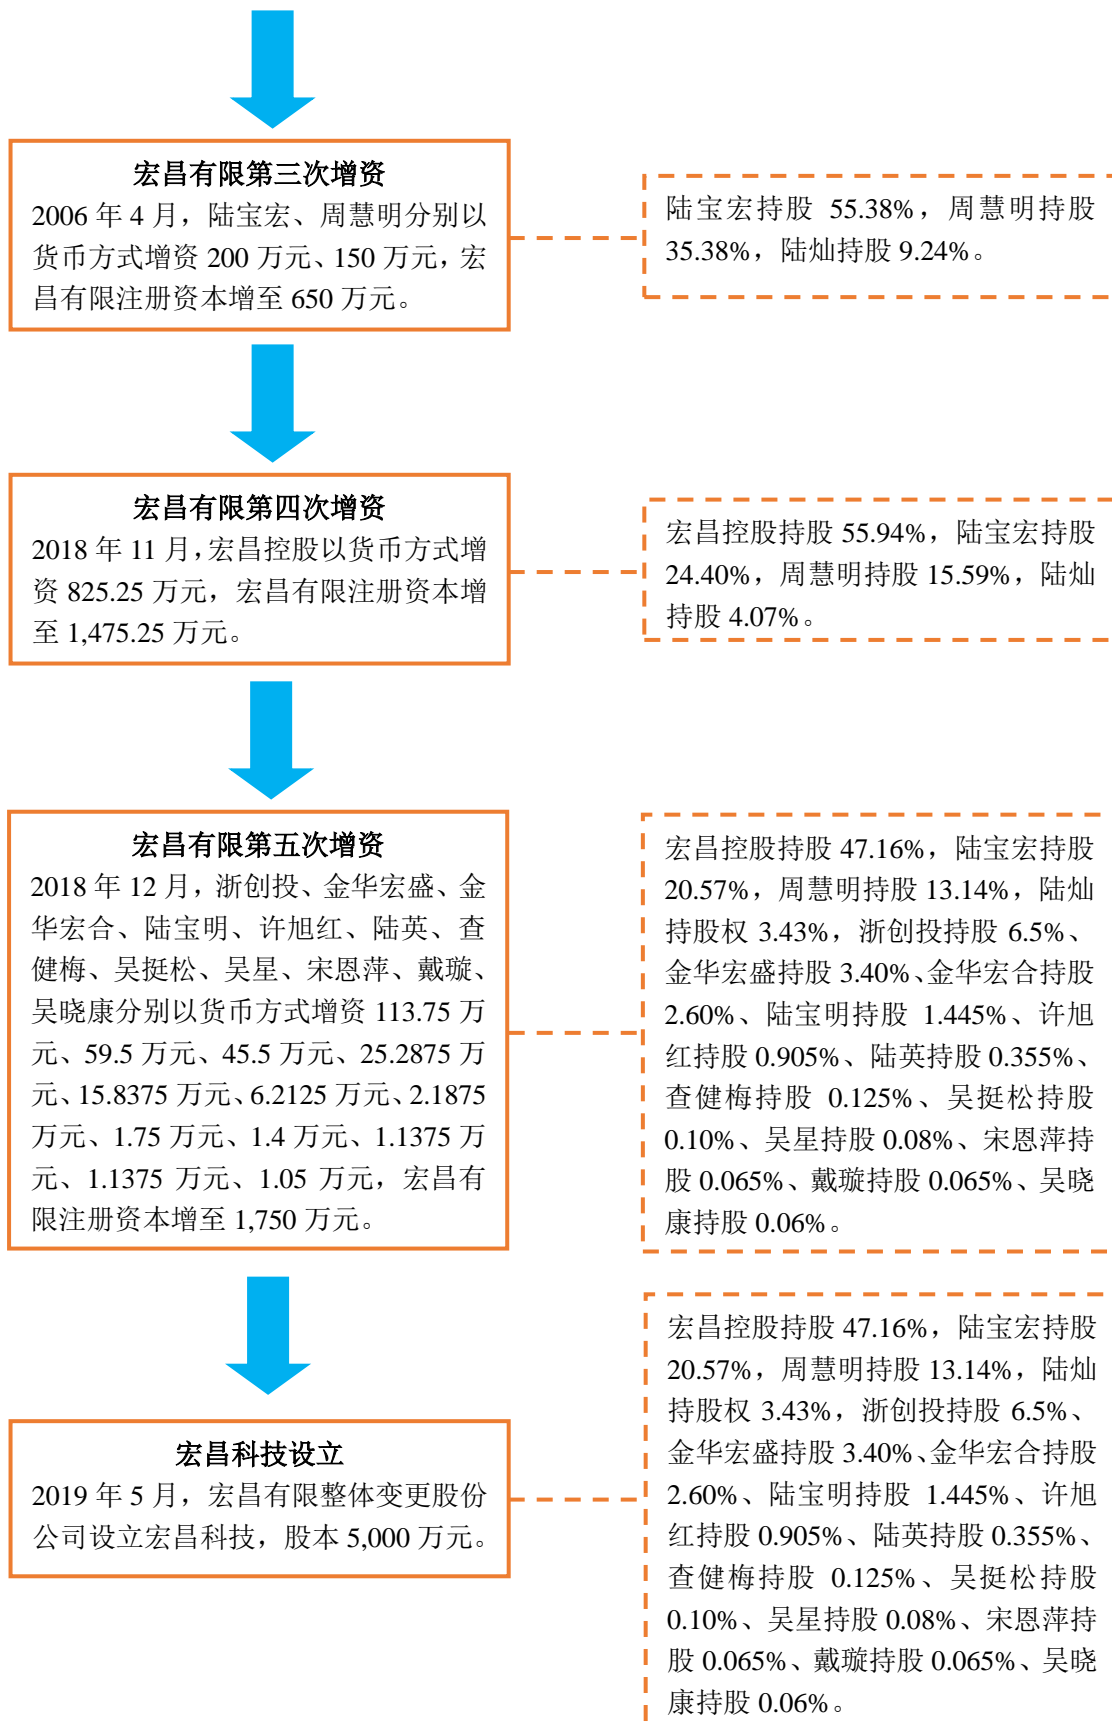 宏昌有限第三次增资
2006 年 4 月，陆宝宏、周慧明分别以
货币方式增资 200 万元、150 万元，宏
昌有限注册资本增至 650 万元。
陆宝宏持股 55.38%，周慧明持股
35.38%，陆灿持股 9.24%。
宏昌有限第四次增资
2018 年 11 月，宏昌控股以货币方式增
资 825.25 万元，宏昌有限注册资本增
至 1,475.25 万元。
宏昌控股持股 55.94%，陆宝宏持股
24.40%，周慧明持股 15.59%，陆灿
持股 4.07%。
宏昌有限第五次增资
2018 年 12 月，浙创投、金华宏盛、金
华宏合、陆宝明、许旭红、陆英、查
健梅、吴挺松、吴星、宋恩萍、戴璇、
吴晓康分别以货币方式增资 113.75 万
元、59.5 万元、45.5 万元、25.2875 万
元、15.8375 万元、6.2125 万元、2.1875
万元、1.75 万元、1.4 万元、1.1375 万
元、1.1375 万元、1.05 万元，宏昌有
限注册资本增至 1,750 万元。
宏昌控股持股 47.16%，陆宝宏持股
20.57%，周慧明持股 13.14%，陆灿
持股权 3.43%，浙创投持股 6.5%、
金华宏盛持股 3.40%、金华宏合持股
2.60%、陆宝明持股 1.445%、许旭
红持股 0.905%、陆英持股 0.355%、
查健梅持股 0.125%、吴挺松持股
0.10%、吴星持股 0.08%、宋恩萍持
股 0.065%、戴璇持股 0.065%、吴晓
康持股 0.06%。
宏昌科技设立
2019 年 5 月，宏昌有限整体变更股份
公司设立宏昌科技，股本 5,000 万元。
宏昌控股持股 47.16%，陆宝宏持股
20.57%，周慧明持股 13.14%，陆灿
持股权 3.43%，浙创投持股 6.5%、
金华宏盛持股 3.40%、金华宏合持股
2.60%、陆宝明持股 1.445%、许旭
红持股 0.905%、陆英持股 0.355%、
查健梅持股 0.125%、吴挺松持股
0.10%、吴星持股 0.08%、宋恩萍持
股 0.065%、戴璇持股 0.065%、吴晓
康持股 0.06%。